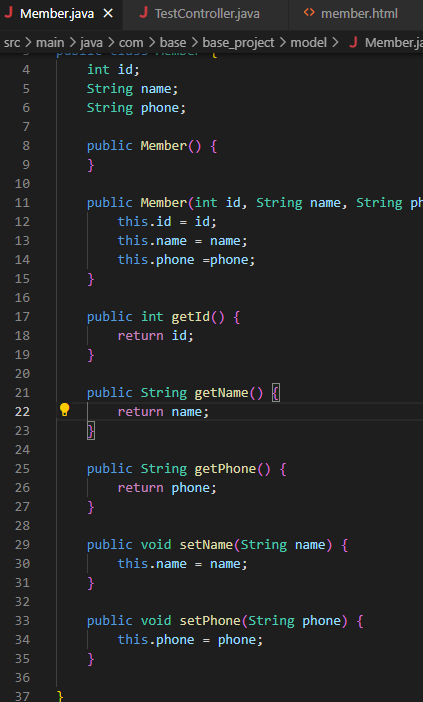 Member.java TestController.java member.html
src > main > java > com > base > base_project > model > Member.ja
4 int id;
5 String name;
6 String phone;
7
8 public Member() {
9 }
10
11 public Member(int id, String name, String ph
12 this.id = id;
13 this.name = name;
14 this.phone =phone;
15 }
16
17 public int getId() {
18 return id;
19 }
20
21 public String getName() {
22 return name;
23 }
24
25 public String getPhone() {
26 return phone;
27 }
28
29 public void setName(String name) {
30 this.name = name;
31 }
32
33 public void setPhone(String phone) {
34 this.phone = phone;
35 }
36
37 }